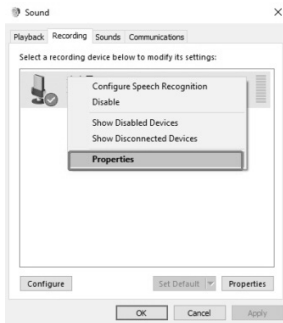 Sound
Playback Recording Sounds Communications
Select a recording device below to modify its settings:
Configure Speech Recognition
Disable
Show Disabled Devices
Show Disconnected Devices
Properties
Configure Set Default Properties
OK Cancel Apply